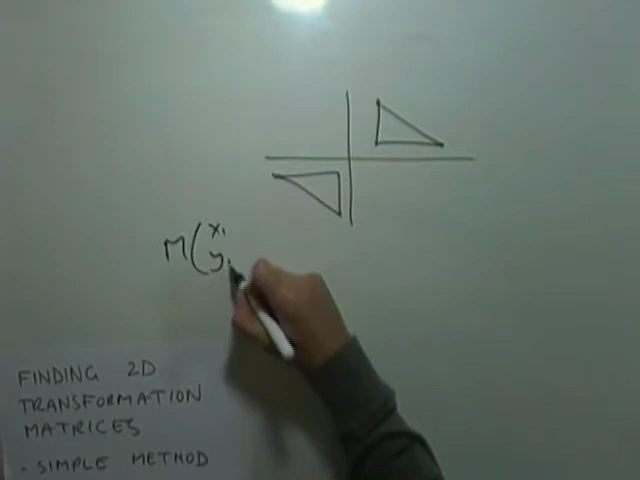 M(x₁
y₁
FINDING 2D
TRANSFORMATION
MATRICES
- SIMPLE METHOD